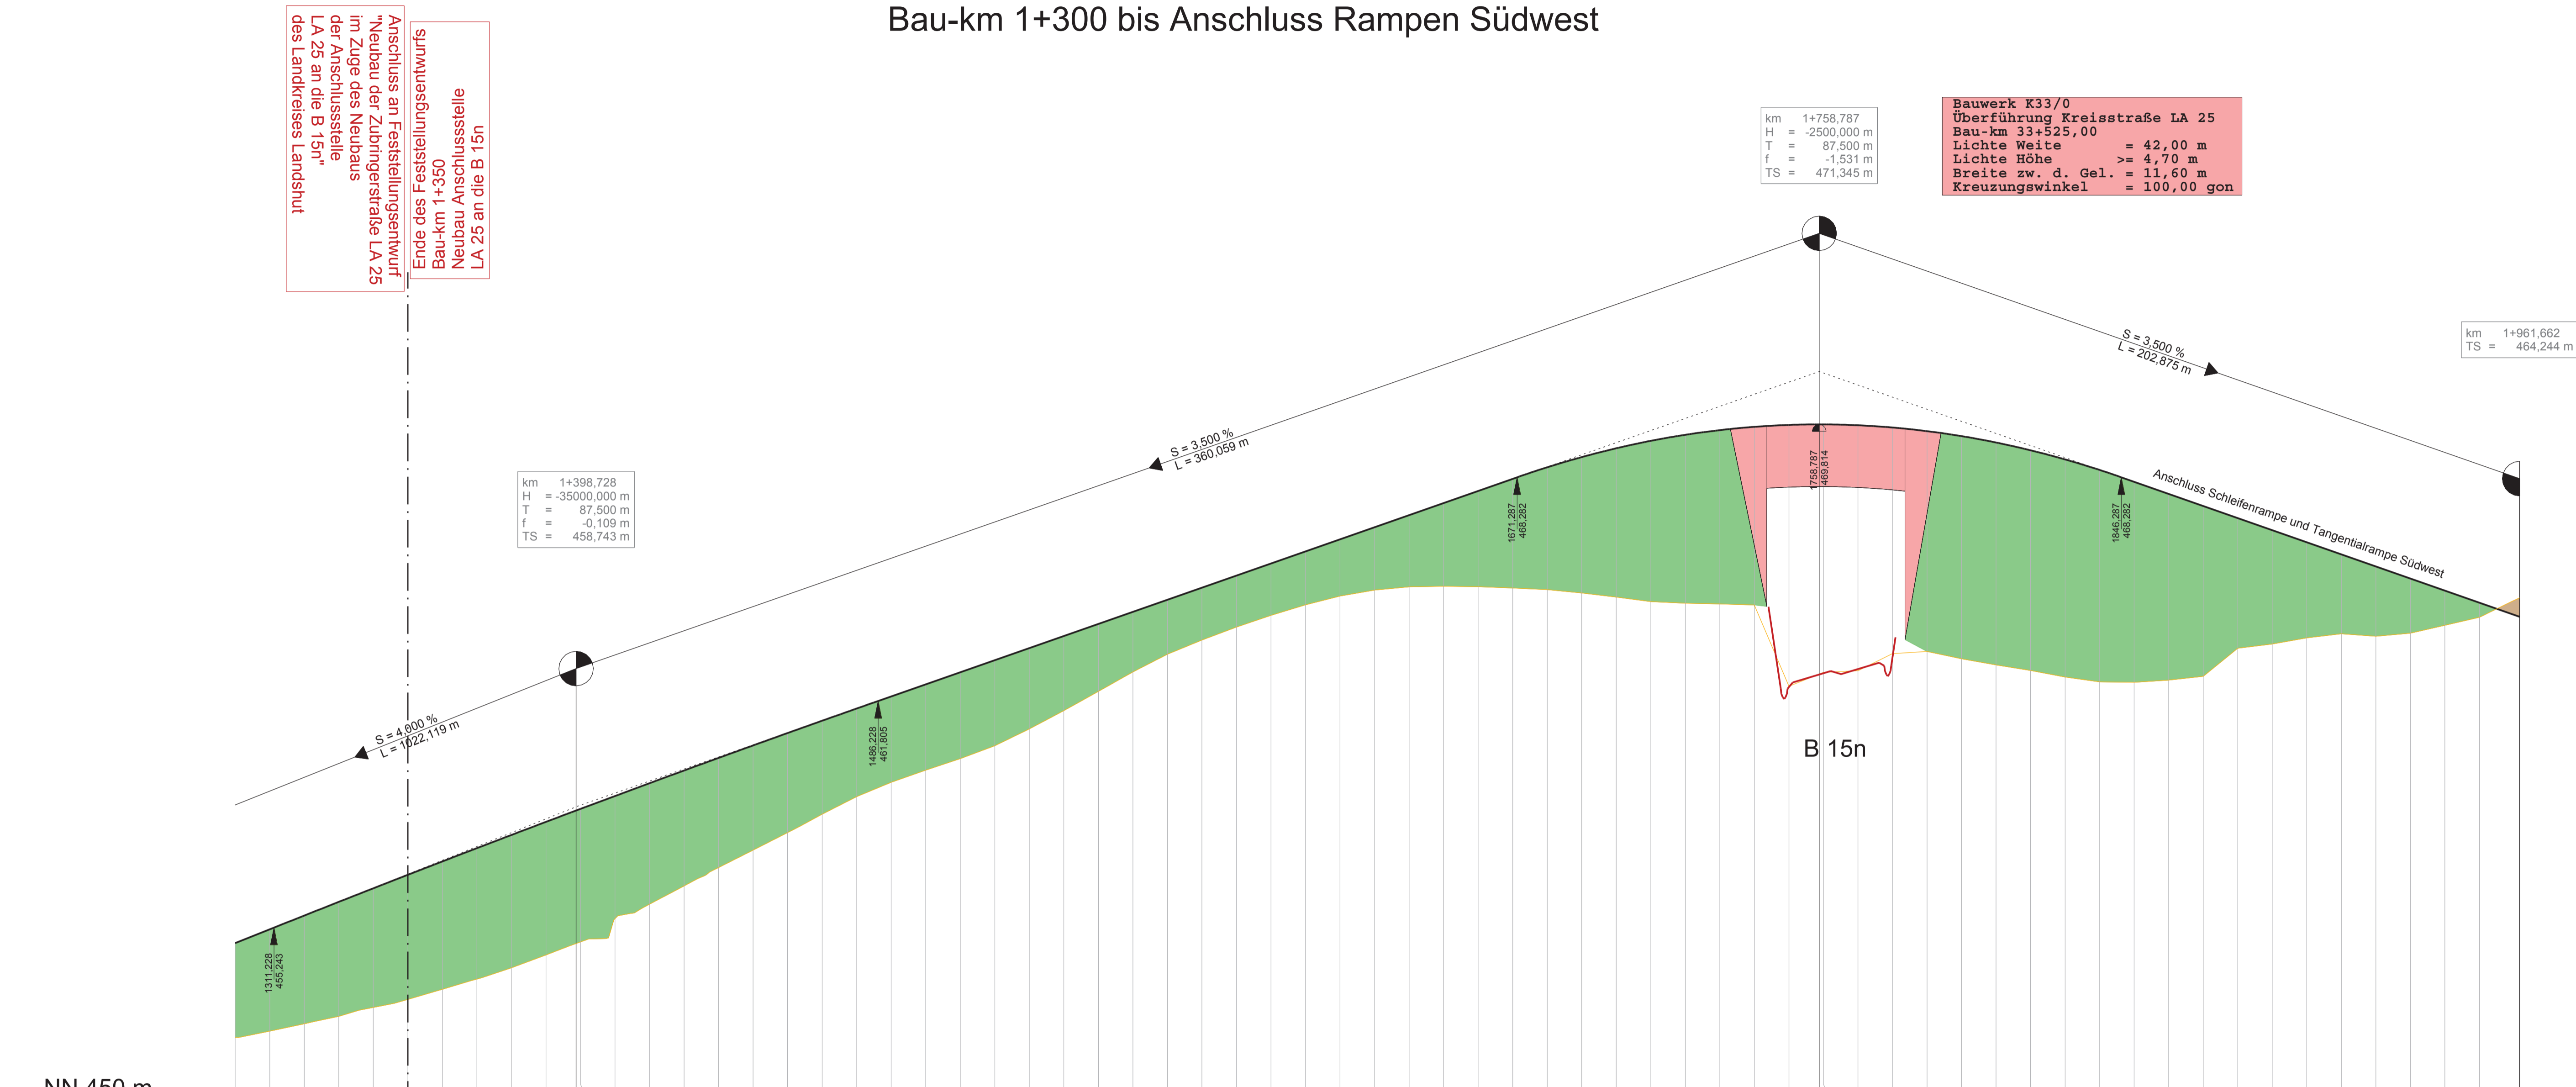 Bau-km 1+300 bis Anschluss Rampen Südwest
Anschluss an Feststellungsentwurf
"Neubau der Zubringerstraße LA 25
im Zuge des Neubaus
der Anschlussstelle
LA 25 an die B 15n"
des Landkreises Landshut
Ende des Feststellungsentwurfs
Bau-km 1+350
Neubau Anschlussstelle
LA 25 an die B 15n
km 1+758,787
H = -2500,000 m
T = 87,500 m
f = -1,531 m
TS = 471,345 m
Bauwerk K33/0
Überführung Kreisstraße LA 25
Bau-km 33+525,00
Lichte Weite = 42,00 m
Lichte Höhe >= 4,70 m
Breite zw. d. Gel. = 11,60 m
Kreuzungswinkel = 100,00 gon
km 1+961,662
TS = 464,244 m
S = 3,500 %
L = 202,875 m
S = 3,500 %
L = 360,059 m
km 1+398,728
H = -35000,000 m
T = 87,500 m
f = -0,109 m
TS = 458,743 m
S = 4,000 %
L = 1022,119 m
1758,787
469,814
1671,287
468,282
1846,287
468,282
Anschluss Schleifenrampe und Tangentialrampe Südwest
1486,228
461,805
B 15n
1311,228
455,243
NN 450 m